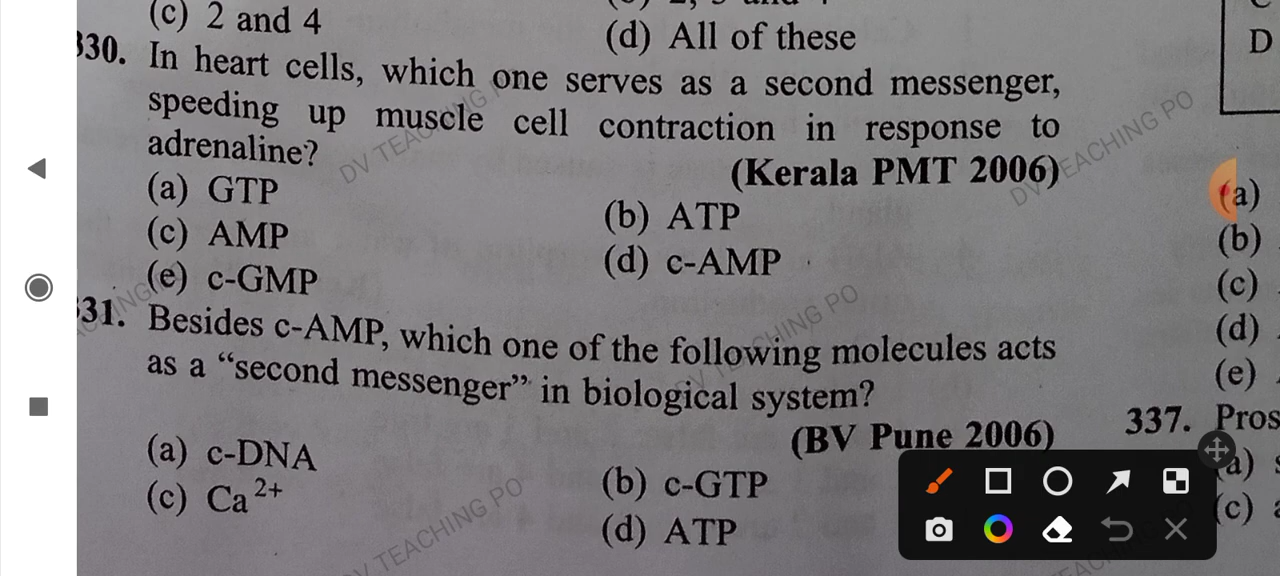 (c) 2 and 4
(d) All of these
330. In heart cells, which one serves as a second messenger,
speeding up muscle cell contraction in response to
adrenaline?
(Kerala PMT 2006)
(a) GTP
(b) ATP
(c) AMP
(d) c-AMP
(e) c-GMP
331. Besides c-AMP, which one of the following molecules acts
as a “second messenger” in biological system?
(BV Pune 2006)
(a) c-DNA
(b) c-GTP
(c) Ca2+
(d) ATP
D
(a)
(b)
(c)
(d)
(e)
337.
(a)
(c)
DV TEACHING PO
DV TEACHING PO
DV TEACHING PO
DV TEACHING PO